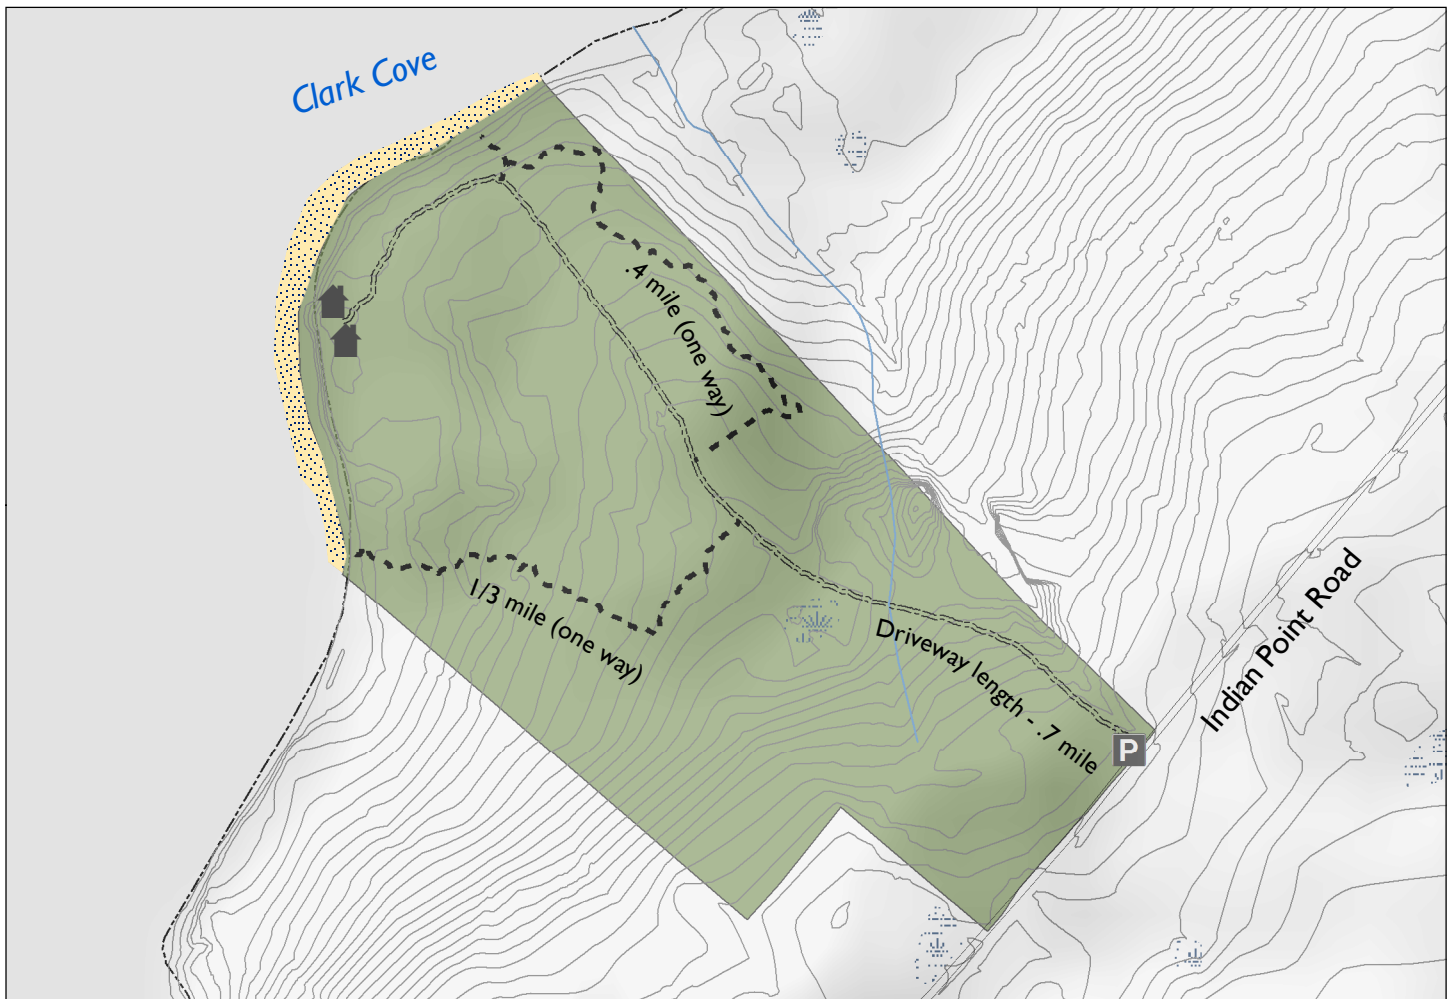 Clark Cove
.4 mile (one way)
1/3 mile (one way)
Driveway length - .7 mile
P
Indian Point Road